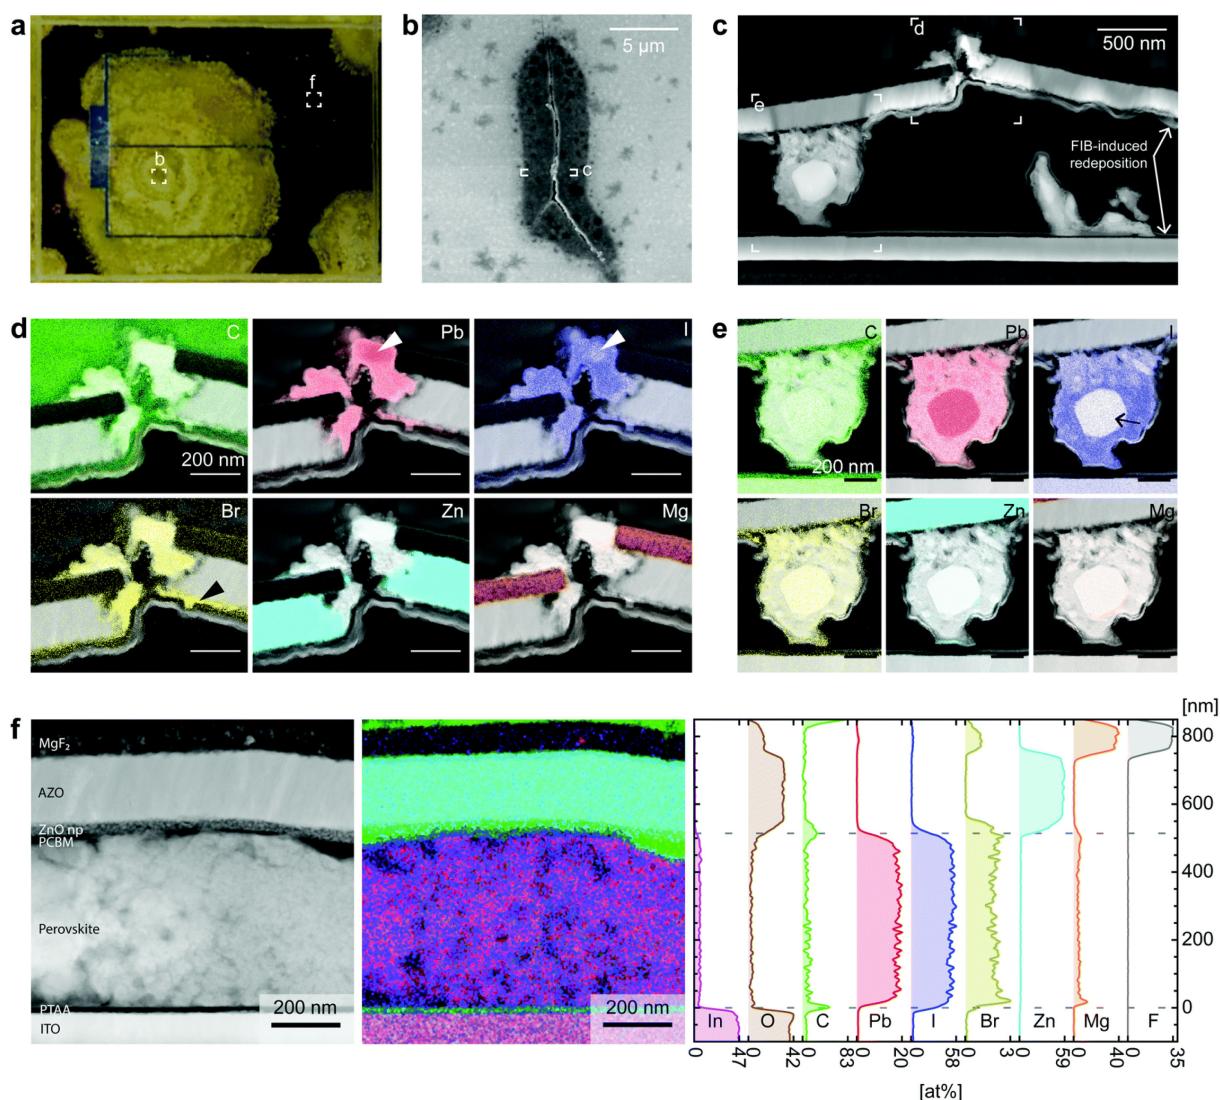 a
f
b
b
5 µm
c
c
d
500 nm
e
FIB-induced
redeposition
d
C
Pb
I
200 nm
Br
Zn
Mg
e
C
Pb
I
200 nm
Br
Zn
Mg
f
MgF₂
AZO
ZnO np
PCBM
Perovskite
PTAA
ITO
200 nm
200 nm
[nm]
800
600
400
200
0
In O C Pb I Br Zn Mg F
0 47 0 42 0 83 0 20 0 58 0 3 0 59 0 40 0 35
[at%]